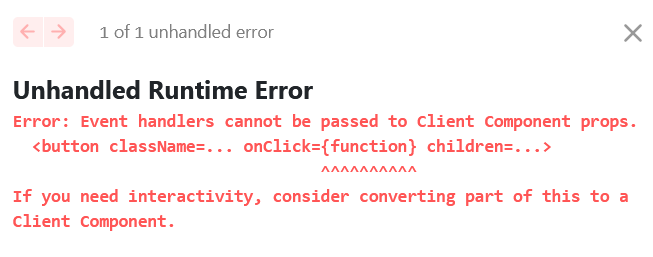 1 of 1 unhandled error
Unhandled Runtime Error
Error: Event handlers cannot be passed to Client Component props.
<button className=... onClick={function} children=...>
^^^^^^^^^^
If you need interactivity, consider converting part of this to a
Client Component.